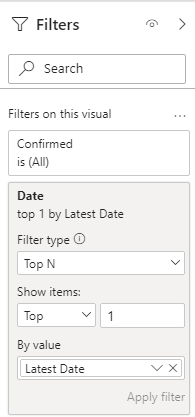 Filters
Search
Filters on this visual ...
Confirmed
is (All)
Date
top 1 by Latest Date
Filter type
Top N
Show items:
Top 1
By value
Latest Date
Apply filter